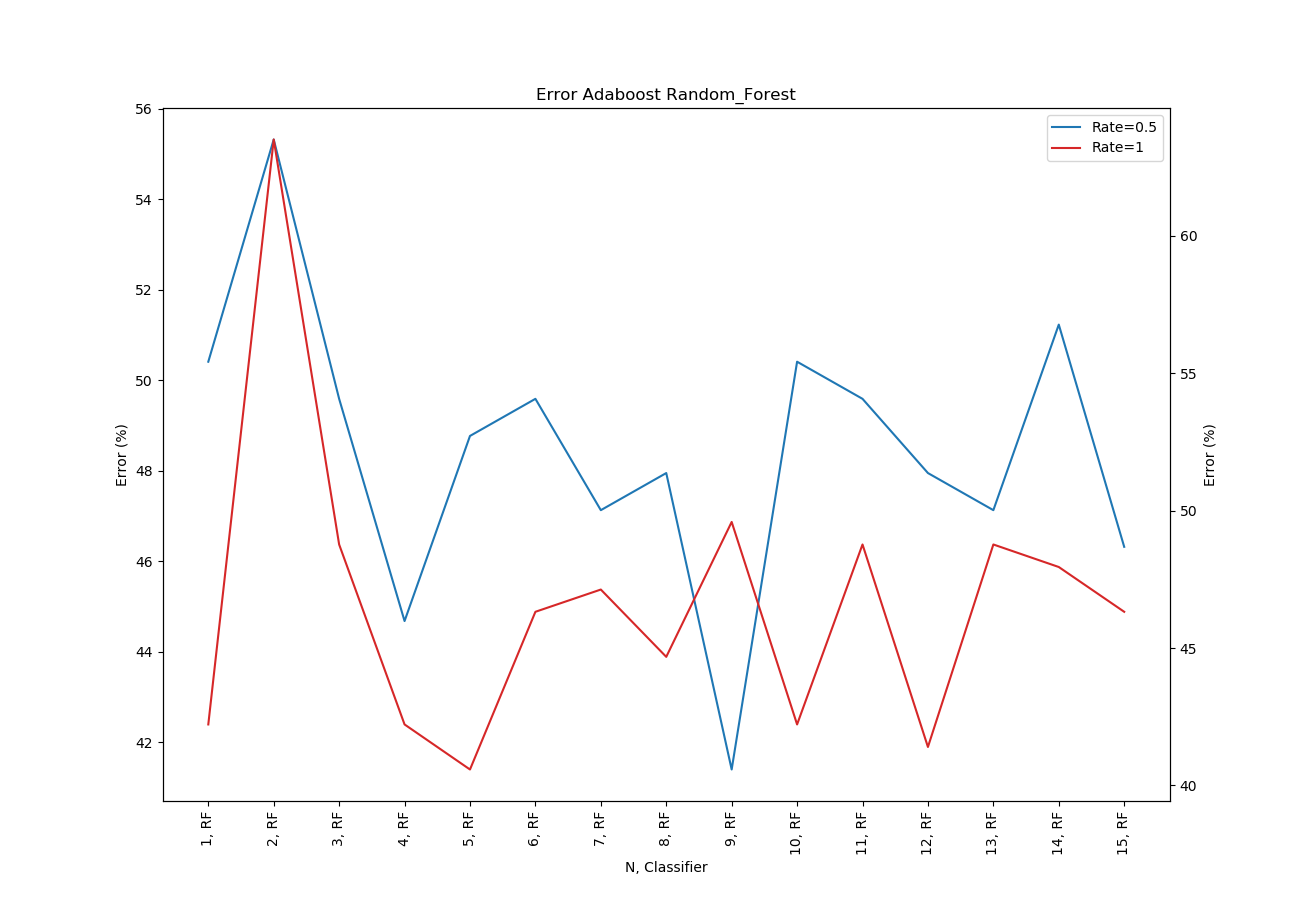 Error Adaboost Random_Forest
Rate=0.5
Rate=1
56
54
52
50
48
46
44
42
Error (%)
60
55
50
45
40
Error (%)
1, RF
2, RF
3, RF
4, RF
5, RF
6, RF
7, RF
8, RF
9, RF
10, RF
11, RF
12, RF
13, RF
14, RF
15, RF
N, Classifier